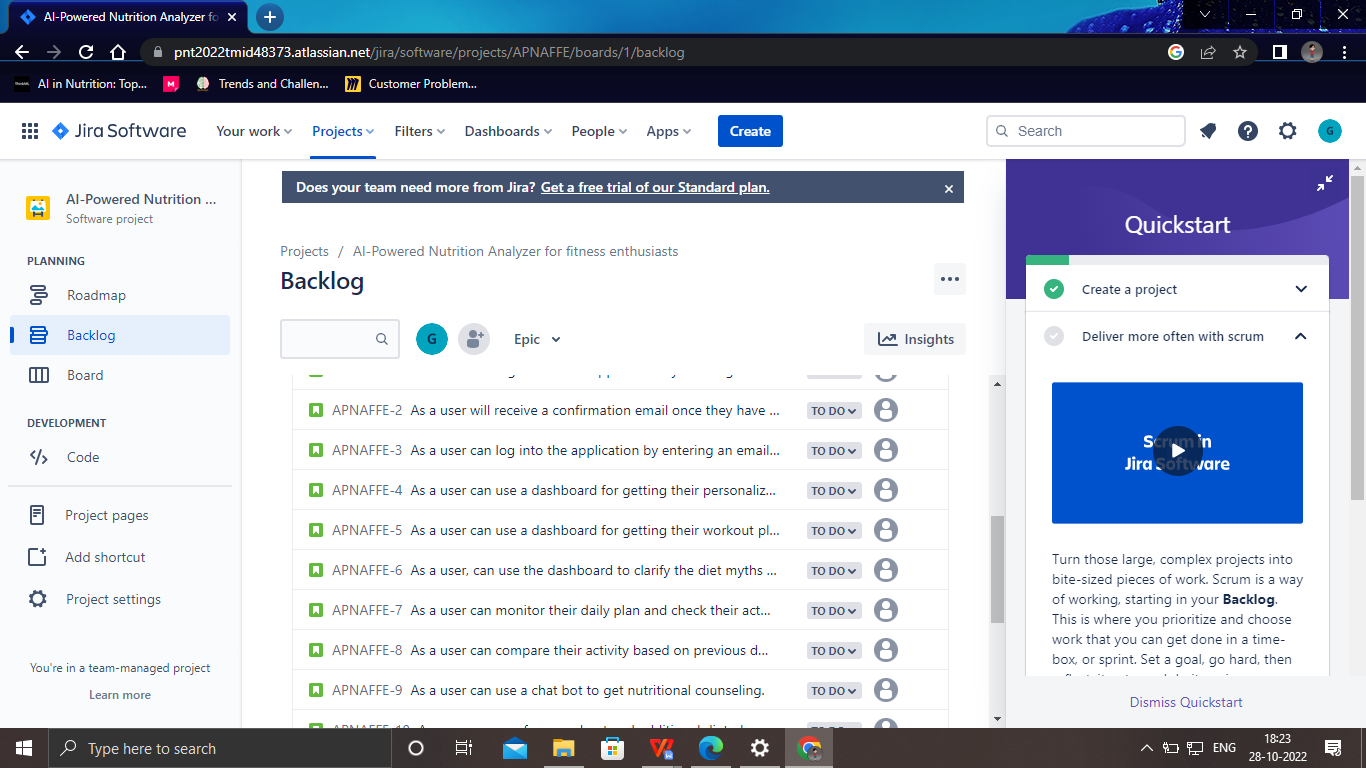 AI-Powered Nutrition Analyzer fo
pnt2022tmid48373.atlassian.net/jira/software/projects/APNAFFE/boards/1/backlog
AI in Nutrition: Top... Trends and Challen... Customer Problem...
Jira Software Your work Projects Filters Dashboards People Apps Create Search G
AI-Powered Nutrition ...
Software project
PLANNING
Roadmap
Backlog
Board
DEVELOPMENT
Code
Project pages
Add shortcut
Project settings
You're in a team-managed project
Learn more
Does your team need more from Jira? Get a free trial of our Standard plan.
Projects / AI-Powered Nutrition Analyzer for fitness enthusiasts
Backlog
G Epic Insights
APNAFFE-2 As a user will receive a confirmation email once they have ... TO DO
APNAFFE-3 As a user can log into the application by entering an email... TO DO
APNAFFE-4 As a user can use a dashboard for getting their personaliz... TO DO
APNAFFE-5 As a user can use a dashboard for getting their workout pl... TO DO
APNAFFE-6 As a user, can use the dashboard to clarify the diet myths ... TO DO
APNAFFE-7 As a user can monitor their daily plan and check their act... TO DO
APNAFFE-8 As a user can compare their activity based on previous d... TO DO
APNAFFE-9 As a user can use a chat bot to get nutritional counseling. TO DO
Quickstart
Create a project
Deliver more often with scrum
Scrum in
Jira Software
Turn those large, complex projects into
bite-sized pieces of work. Scrum is a way
of working, starting in your Backlog.
This is where you prioritize and choose
work that you can get done in a time-
box, or sprint. Set a goal, go hard, then
Dismiss Quickstart
Type here to search
ENG
18:23
28-10-2022